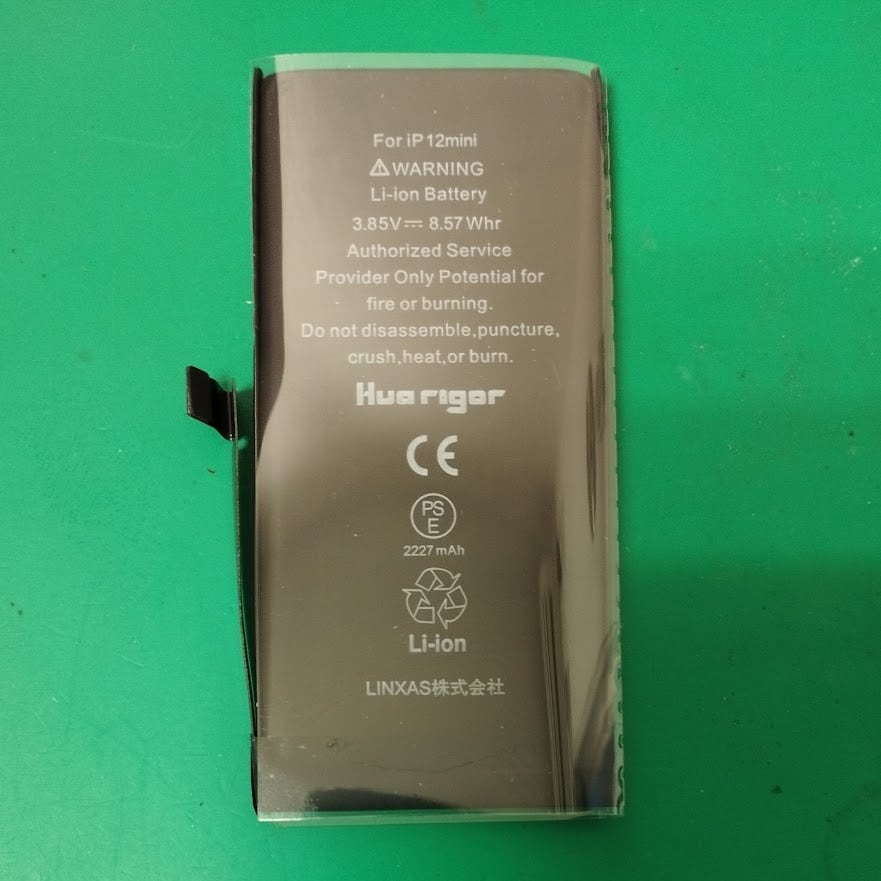 For iP 12mini
⚠WARNING
Li-ion Battery
3.85V⎓ 8.57 Whr
Authorized Service
Provider Only Potential for
fire or burning.
Do not disassemble,puncture,
crush,heat,or burn.
Huarigor
CE
PS
E
2227 mAh
Li-ion
LINXAS株式会社